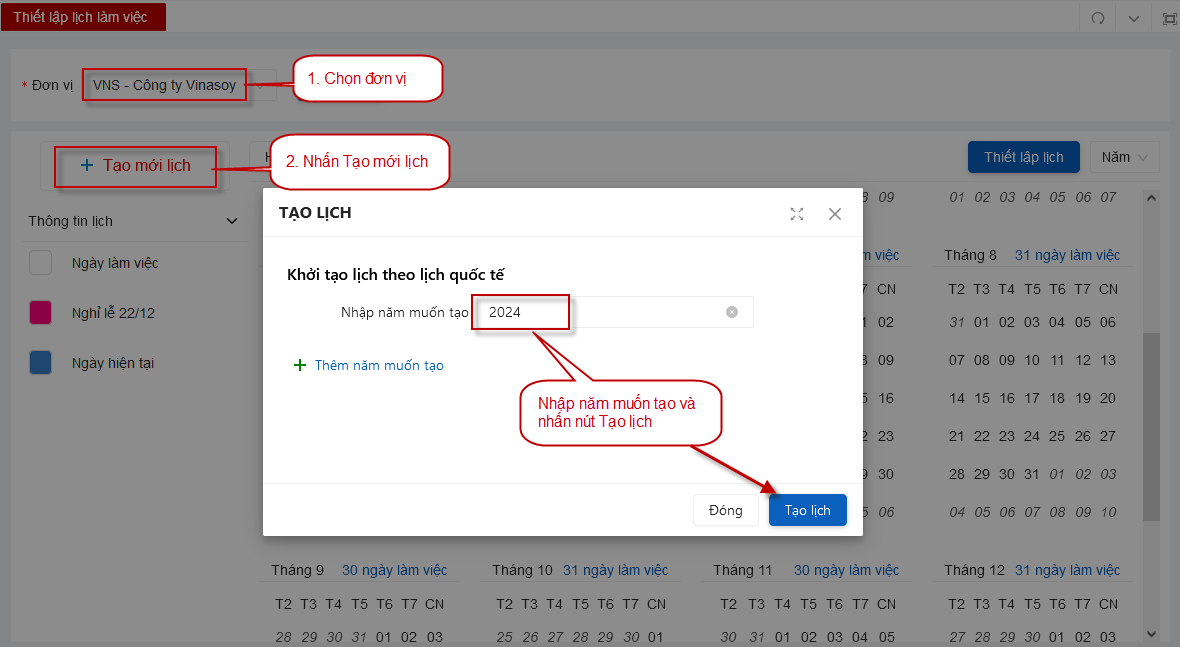 Thiết lập lịch làm việc
* Đơn vị VNS - Công ty Vinasoy
1. Chọn đơn vị
+ Tạo mới lịch
2. Nhấn Tạo mới lịch
Thiết lập lịch Năm
Thông tin lịch
Ngày làm việc
Nghỉ lễ 22/12
Ngày hiện tại
TẠO LỊCH
Khởi tạo lịch theo lịch quốc tế
Nhập năm muốn tạo 2024
+ Thêm năm muốn tạo
Nhập năm muốn tạo và
nhấn nút Tạo lịch
Đóng Tạo lịch
09
việc
CN
02
09
16
23
30
06
01 02 03 04 05 06 07
Tháng 8 31 ngày làm việc
T2 T3 T4 T5 T6 T7 CN
31 01 02 03 04 05 06
07 08 09 10 11 12 13
14 15 16 17 18 19 20
21 22 23 24 25 26 27
28 29 30 31 01 02 03
04 05 06 07 08 09 10
Tháng 9 30 ngày làm việc
T2 T3 T4 T5 T6 T7 CN
28 29 30 31 01 02 03
Tháng 10 31 ngày làm việc
T2 T3 T4 T5 T6 T7 CN
25 26 27 28 29 30 01
Tháng 11 30 ngày làm việc
T2 T3 T4 T5 T6 T7 CN
30 31 01 02 03 04 05
Tháng 12 31 ngày làm việc
T2 T3 T4 T5 T6 T7 CN
27 28 29 30 01 02 03